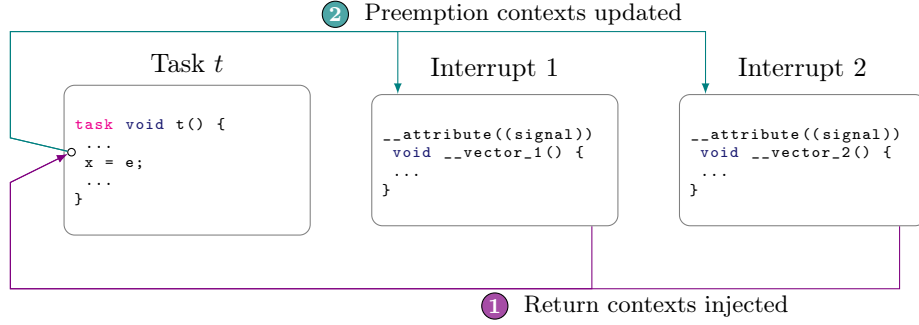 2 Preemption contexts updated
Task t
Interrupt 1
Interrupt 2
task void t() {
...
x = e;
...
}
__attribute((signal))
void __vector_1() {
...
}
__attribute((signal))
void __vector_2() {
...
}
1 Return contexts injected